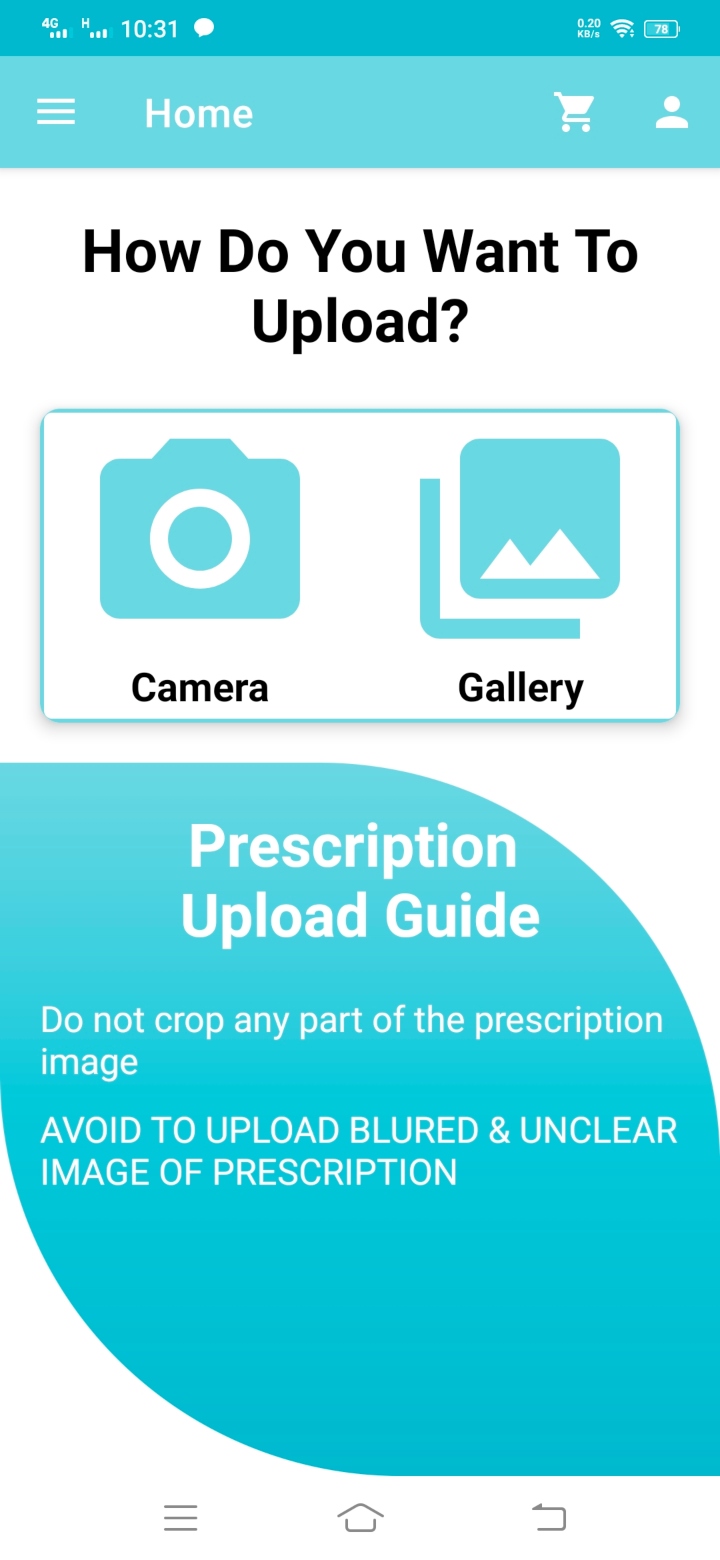 4G H 10:31 0.20 KB/s 78
Home
How Do You Want To
Upload?
Camera Gallery
Prescription
Upload Guide
Do not crop any part of the prescription
image
AVOID TO UPLOAD BLURED & UNCLEAR
IMAGE OF PRESCRIPTION